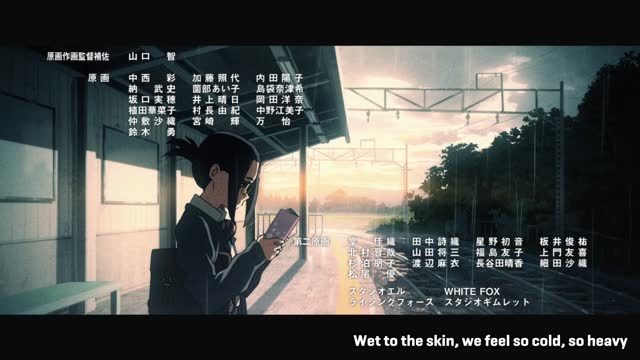 原画作画監督補佐 山口 智
原画 中西 彩 加藤照代 内田陽子
納 武史 薗部あい子 島袋奈津希
坂口実穂 井上晴日 岡田洋奈
植田華菜子 村長由紀 中野江美子
仲敷沙織 宮崎 輝 万 怡
鈴木 勇
第二原画 堂 佳織 田中詩織 星野初音 板井俊祐
北村音哉 山田将三 福島友子 上門友喜
杉泊朋子 渡辺麻衣 長谷田晴香 細田沙織
松尾 優
スタジオエル WHITE FOX
ライジングフォース スタジオギムレット
Wet to the skin, we feel so cold, so heavy